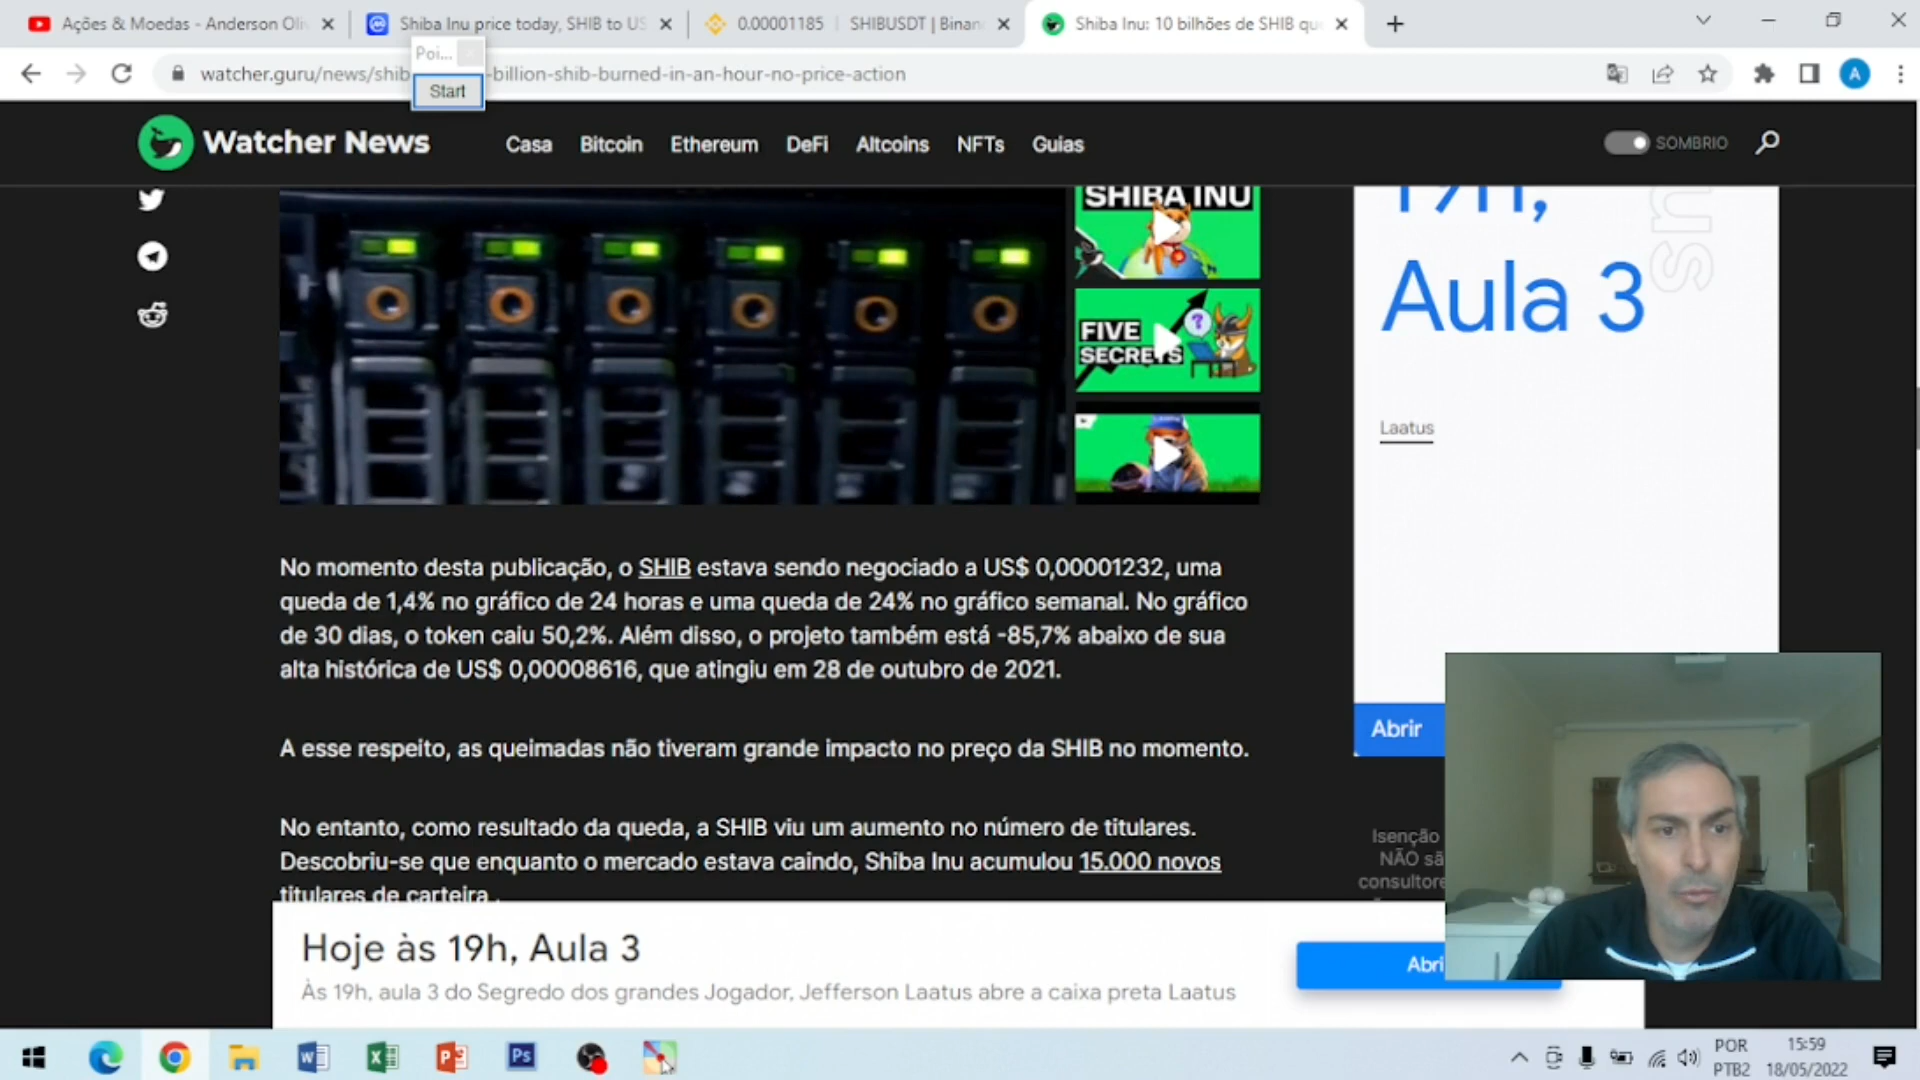 Ações & Moedas - Anderson Oli
Shiba Inu price today, SHIB to US
0.00001185 | SHIBUSDT | Binan
Shiba Inu: 10 bilhões de SHIB qu
Poi...
Start
watcher.guru/news/shib
-billion-shib-burned-in-an-hour-no-price-action
A
Watcher News
Casa
Bitcoin
Ethereum
DeFi
Altcoins
NFTs
Guias
SOMBRIO
SHIBA INU
FIVE
SECRETS
19h,
Aula 3
sn
Laatus
Abrir
No momento desta publicação, o SHIB estava sendo negociado a US$ 0,00001232, uma
queda de 1,4% no gráfico de 24 horas e uma queda de 24% no gráfico semanal. No gráfico
de 30 dias, o token caiu 50,2%. Além disso, o projeto também está -85,7% abaixo de sua
alta histórica de US$ 0,00008616, que atingiu em 28 de outubro de 2021.
A esse respeito, as queimadas não tiveram grande impacto no preço da SHIB no momento.
No entanto, como resultado da queda, a SHIB viu um aumento no número de titulares.
Descobriu-se que enquanto o mercado estava caindo, Shiba Inu acumulou 15.000 novos
titulares de carteira .
Isenção
NÃO sã
consultore
Hoje às 19h, Aula 3
Às 19h, aula 3 do Segredo dos grandes Jogador, Jefferson Laatus abre a caixa preta Laatus
Abri
POR
PTB2
15:59
18/05/2022